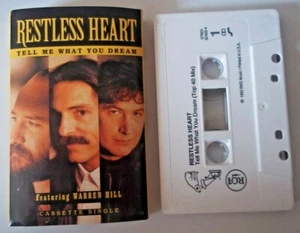 RESTLESS HEART
TELL ME WHAT YOU DREAM
featuring WARREN HILL
CASSETTE SINGLE
1
RESTLESS HEART
Tell Me What You Dream (Top 40 Mix)
RCA